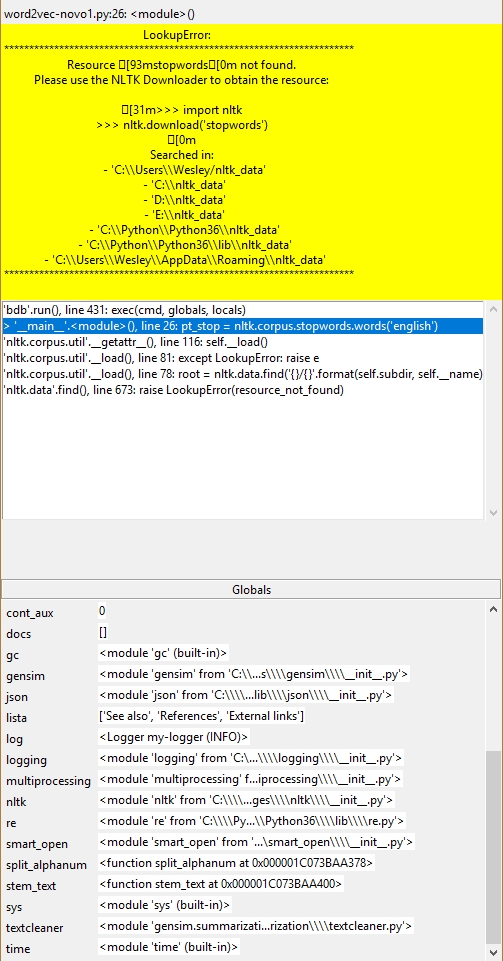 word2vec-novo1.py:26: <module>()
LookupError:
**********************************************************************
Resource [93mstopwords[0m not found.
Please use the NLTK Downloader to obtain the resource:
[31m>>> import nltk
>>> nltk.download('stopwords')
[0m
Searched in:
- 'C:\\Users\\Wesley/nltk_data'
- 'C:\\nltk_data'
- 'D:\\nltk_data'
- 'E:\\nltk_data'
- 'C:\\Python\\Python36\\nltk_data'
- 'C:\\Python\\Python36\\lib\\nltk_data'
- 'C:\\Users\\Wesley\\AppData\\Roaming\\nltk_data'
**********************************************************************
'bdb'.run(), line 431: exec(cmd, globals, locals)
> '__main__'.<module>(), line 26: pt_stop = nltk.corpus.stopwords.words('english')
'nltk.corpus.util'.__getattr__(), line 116: self.__load()
'nltk.corpus.util'.__load(), line 81: except LookupError: raise e
'nltk.corpus.util'.__load(), line 78: root = nltk.data.find('{}/{}'.format(self.subdir, self.__name)
'nltk.data'.find(), line 673: raise LookupError(resource_not_found)
Globals
cont_aux 0
docs []
gc <module 'gc' (built-in)>
gensim <module 'gensim' from 'C:\\...s\\\\gensim\\\\__init__.py'>
json <module 'json' from 'C:\\\\...lib\\\\json\\\\__init__.py'>
lista ['See also', 'References', 'External links']
log <Logger my-logger (INFO)>
logging <module 'logging' from 'C:\...\\\\logging\\\\__init__.py'>
multiprocessing <module 'multiprocessing' f...iprocessing\\\\__init__.py'>
nltk <module 'nltk' from 'C:\\\\...ges\\\\nltk\\\\__init__.py'>
re <module 're' from 'C:\\\\Py...\\Python36\\\\lib\\\\re.py'>
smart_open <module 'smart_open' from '...\smart_open\\\\__init__.py'>
split_alphanum <function split_alphanum at 0x000001C073BAA378>
stem_text <function stem_text at 0x000001C073BAA400>
sys <module 'sys' (built-in)>
textcleaner <module 'gensim.summarizati...rization\\\\textcleaner.py'>
time <module 'time' (built-in)>